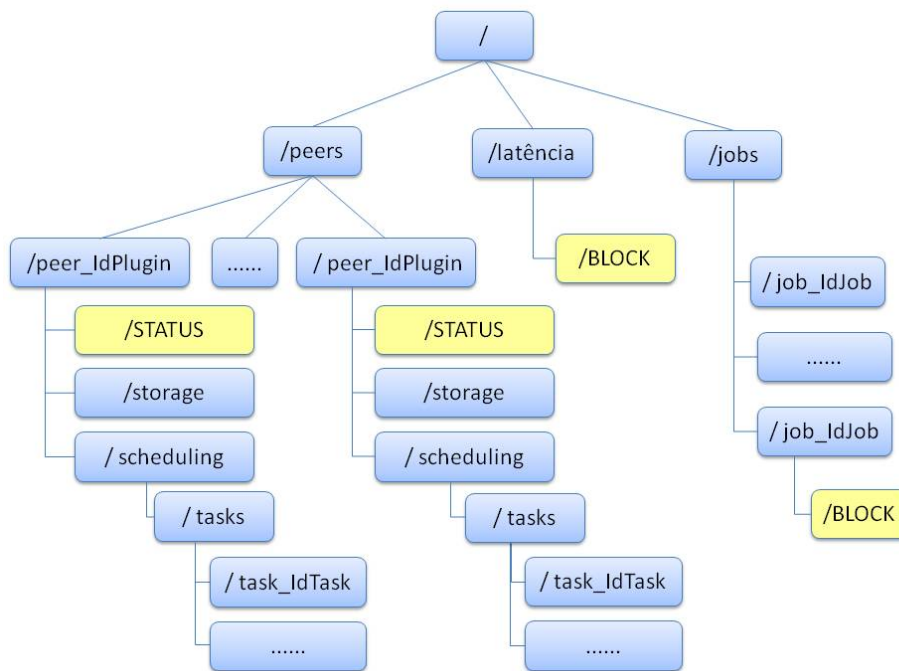 /
/peers
/latência
/jobs
/peer_IdPlugin
......
/ peer_IdPlugin
/BLOCK
/ job_IdJob
/STATUS
/STATUS
......
/storage
/storage
/ job_IdJob
/ scheduling
/ scheduling
/ tasks
/ tasks
/BLOCK
/ task_IdTask
/ task_IdTask
......
......